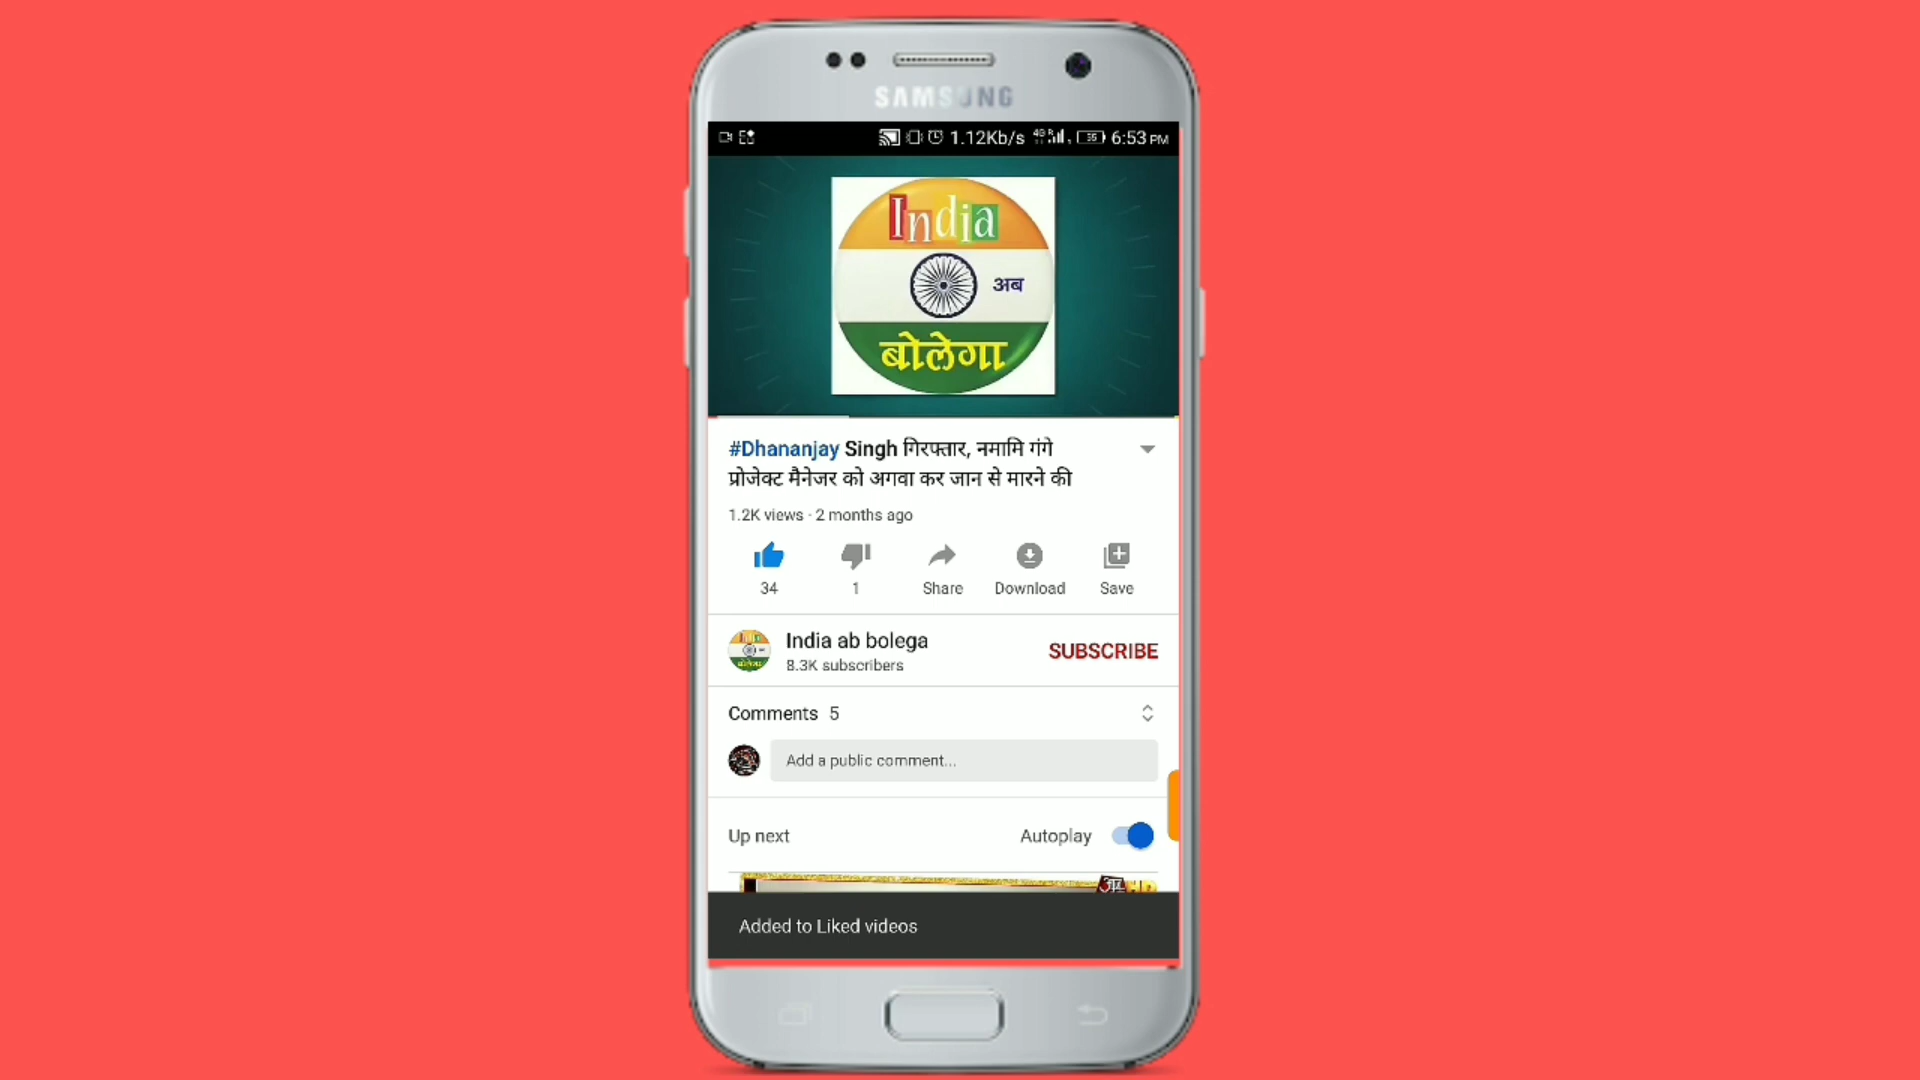 SAMSUNG
1.12Kb/s 4G R 35 6:53 PM
India
अब
बोलेगा
#Dhananjay Singh गिरफ्तार, नमामि गंगे
प्रोजेक्ट मैनेजर को अगवा कर जान से मारने की
1.2K views · 2 months ago
34 1 Share Download Save
India ab bolega
8.3K subscribers
SUBSCRIBE
Comments 5
Add a public comment...
Up next Autoplay
Added to Liked videos